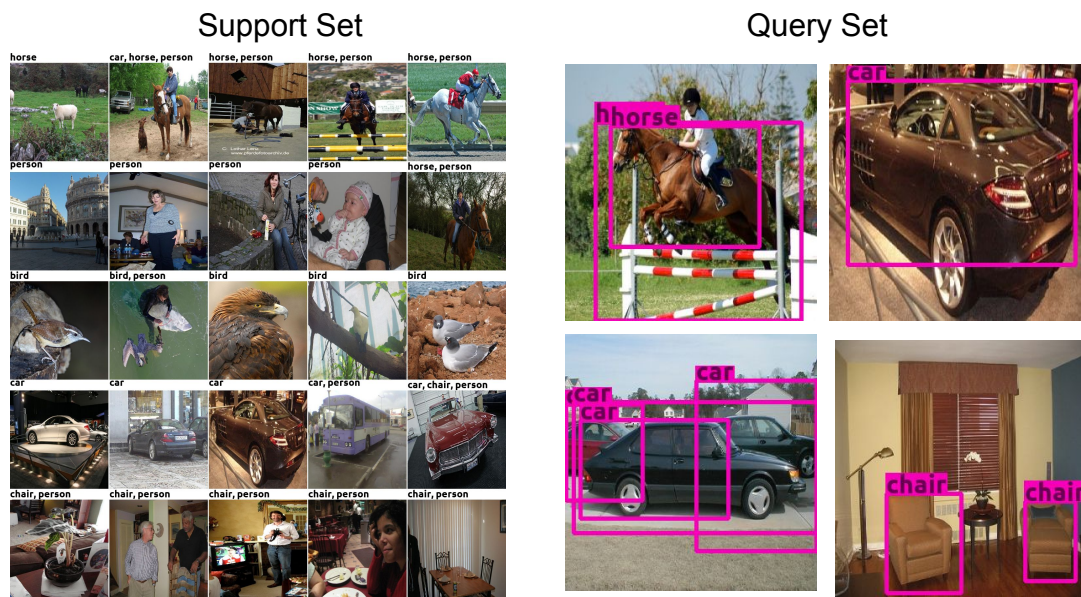 Support Set
Query Set
horse
car, horse, person
horse, person
horse, person
horse, person
person
person
person
person
horse, person
bird
bird, person
bird
bird
bird
car
car
car
car, person
car, chair, person
chair, person
chair, person
chair, person
chair, person
chair, person
horse
car
car
car
car
chair
chair